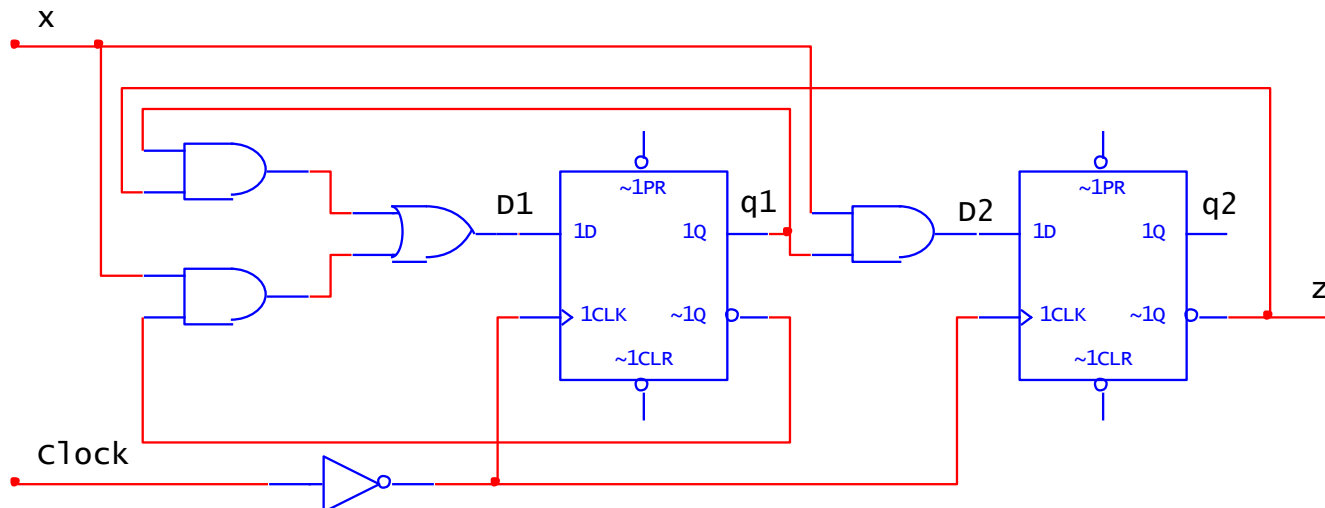 x
D1
q1
D2
q2
z
~1PR
1D
1Q
1CLK
~1Q
~1CLR
~1PR
1D
1Q
1CLK
~1Q
~1CLR
Clock